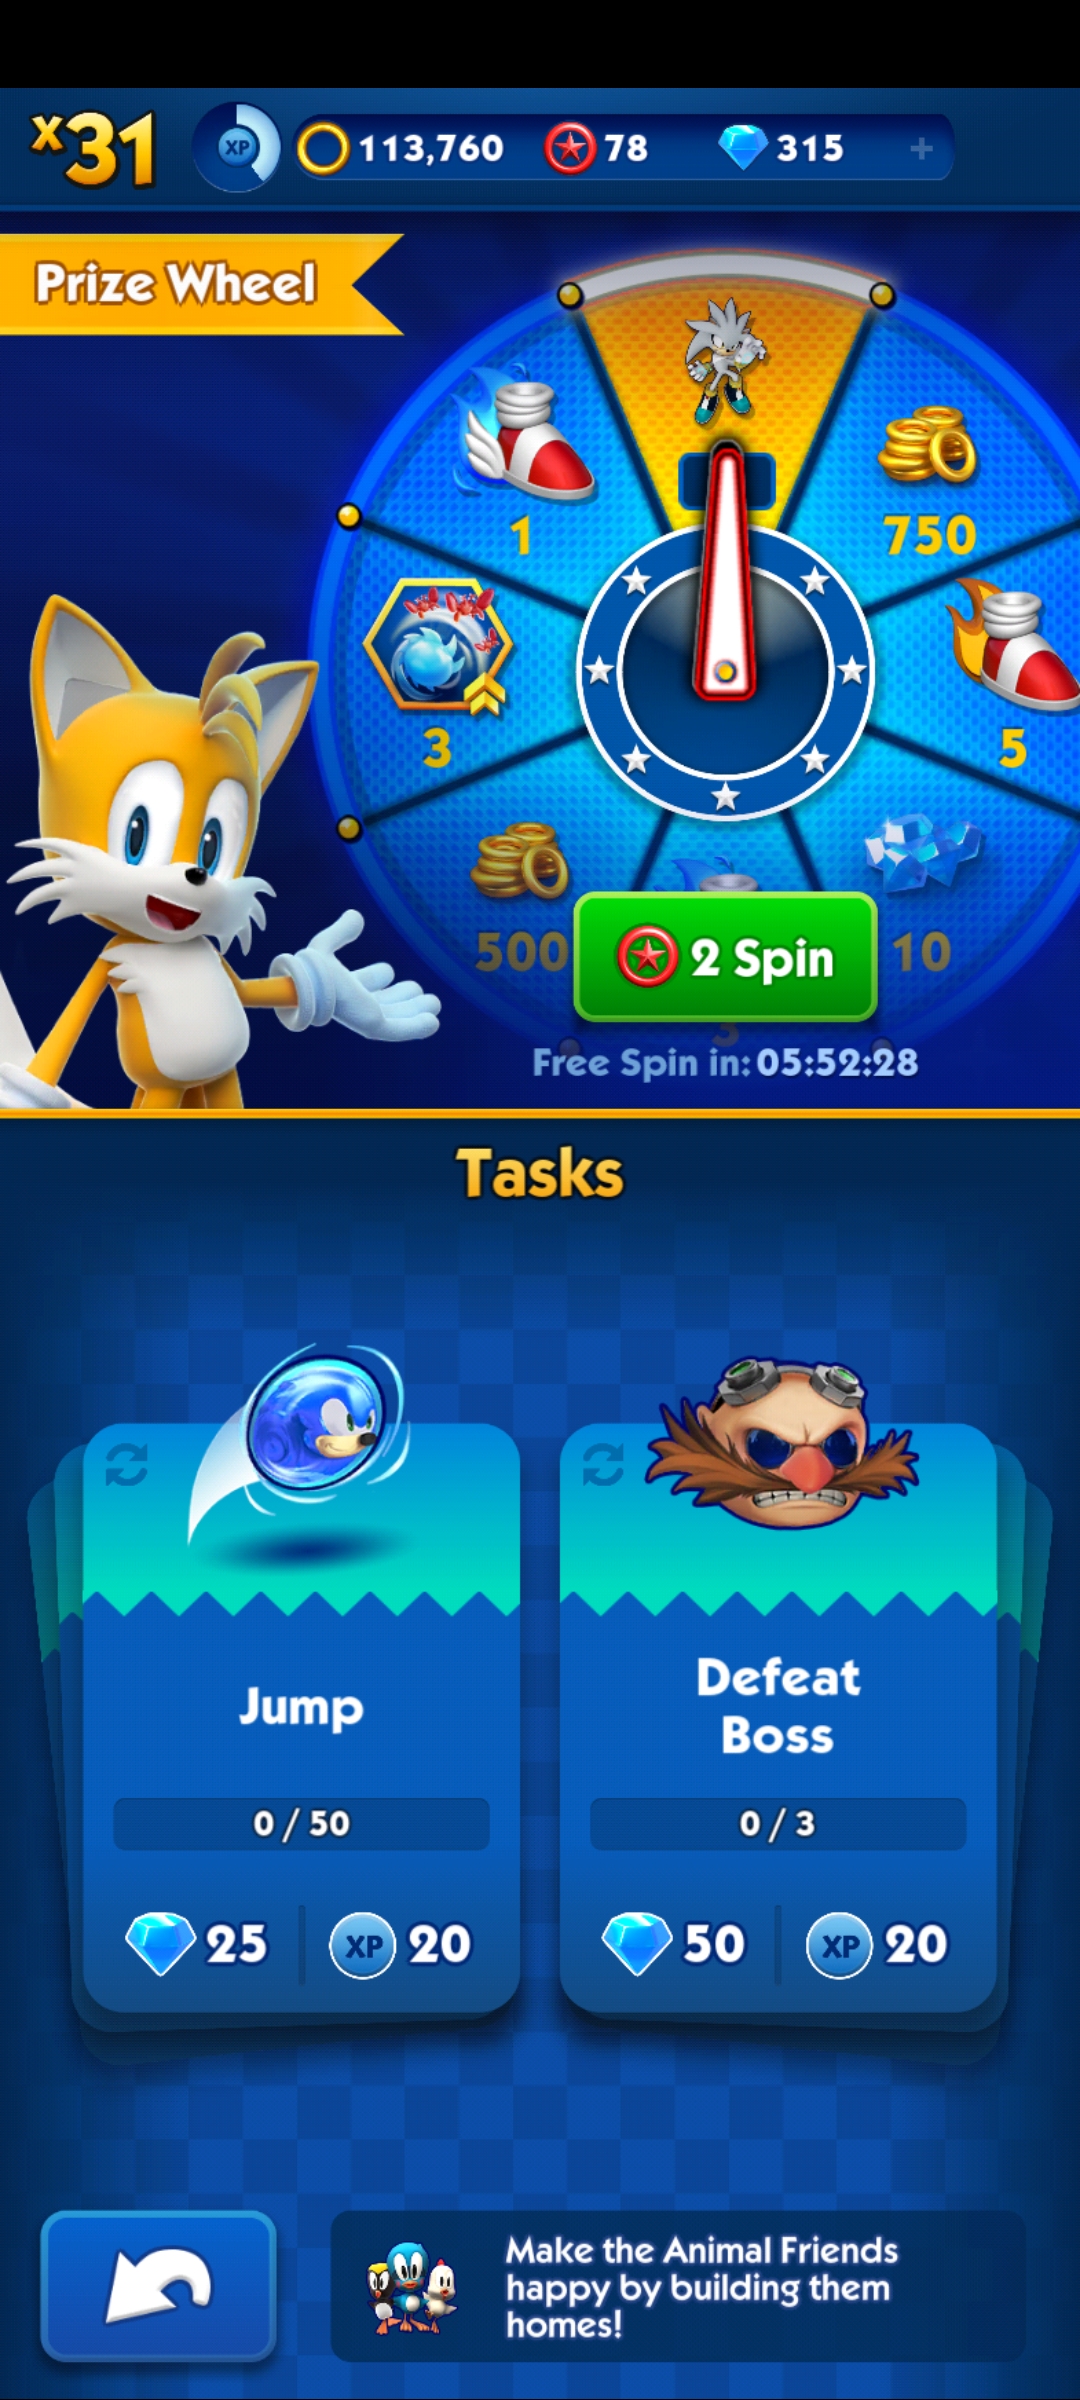 x31
XP
113,760
78
315
+
Prize Wheel
1
750
3
5
500
2 Spin
10
3
Free Spin in: 05:52:28
Tasks
Jump
Defeat
Boss
0 / 50
0 / 3
25
XP 20
50
XP 20
Make the Animal Friends
happy by building them
homes!